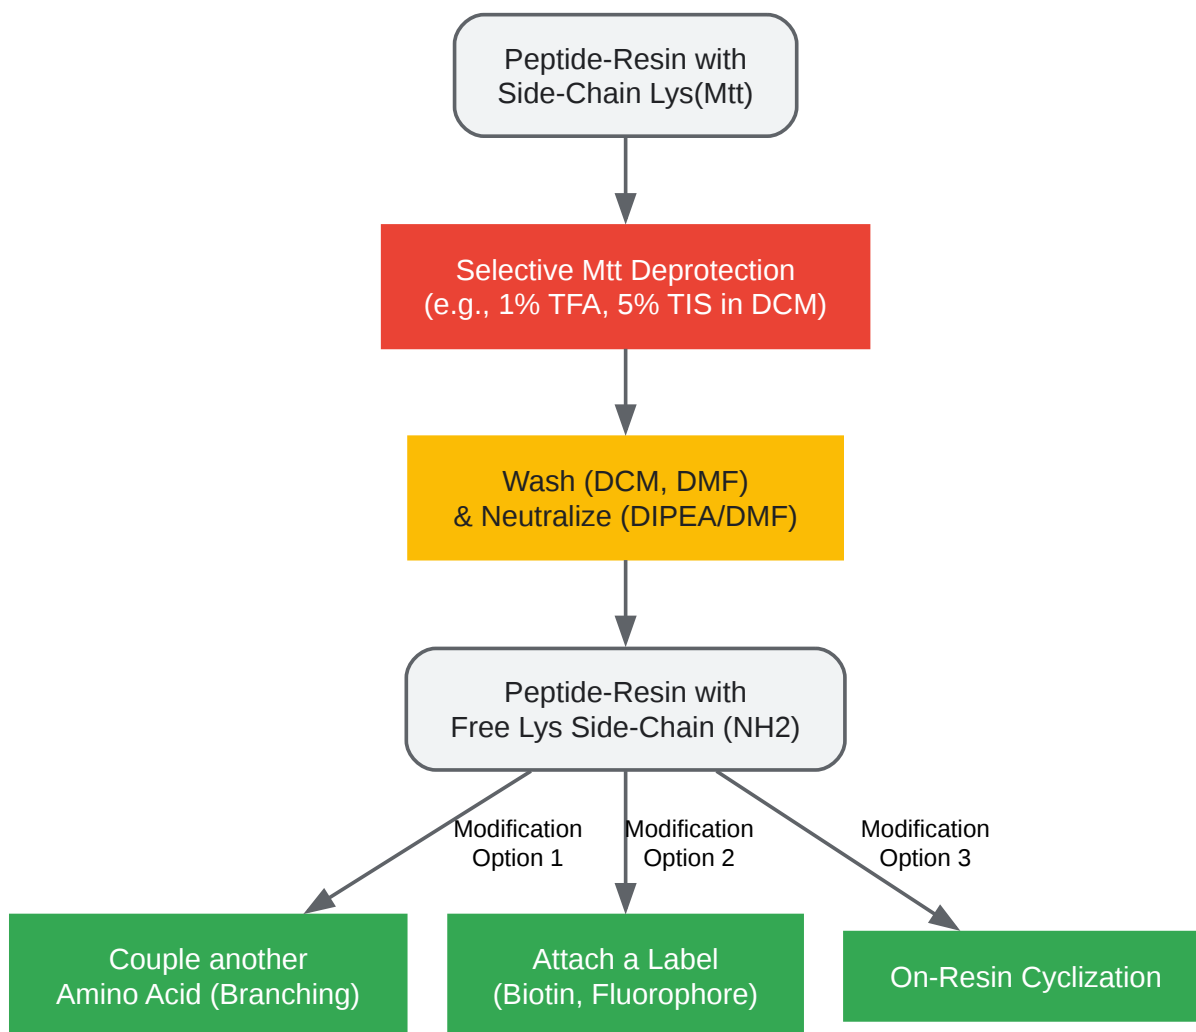 Peptide-Resin with
Side-Chain Lys(Mtt)
Selective Mtt Deprotection
(e.g., 1% TFA, 5% TIS in DCM)
Wash (DCM, DMF)
& Neutralize (DIPEA/DMF)
Peptide-Resin with
Free Lys Side-Chain (NH2)
Modification
Option 1
Modification
Option 2
Modification
Option 3
Couple another
Amino Acid (Branching)
Attach a Label
(Biotin, Fluorophore)
On-Resin Cyclization